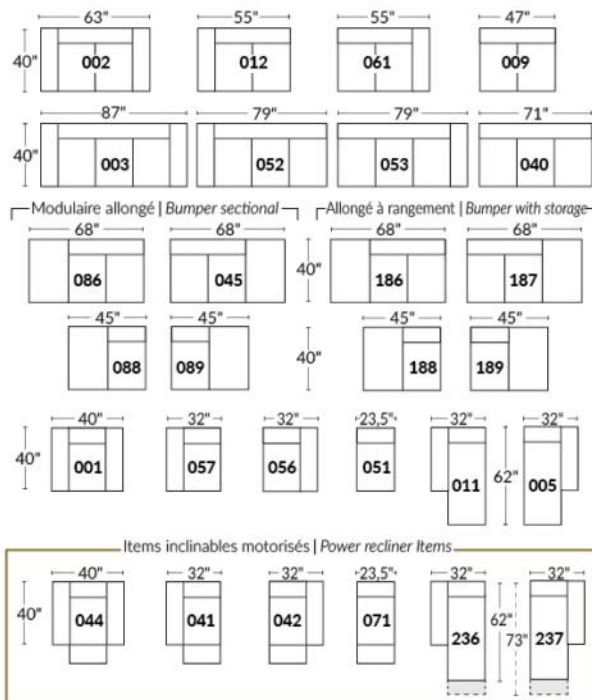 63" 55" 55" 47"
40" 002 012 061 009
87" 79" 79" 71"
40" 003 052 053 040
Modulaire allongé | Bumper sectional Allongé à rangement | Bumper with storage
68" 68" 68" 68"
086 045 40" 186 187
45" 45" 45" 45"
088 089 40" 188 189
40" 32" 32" 23,5" 32" 32"
40" 001 057 056 051 011 62" 005
Items inclinables motorisés | Power recliner Items
40" 32" 32" 23,5" 32" 32"
40" 044 041 042 071 236 62" 73" 237